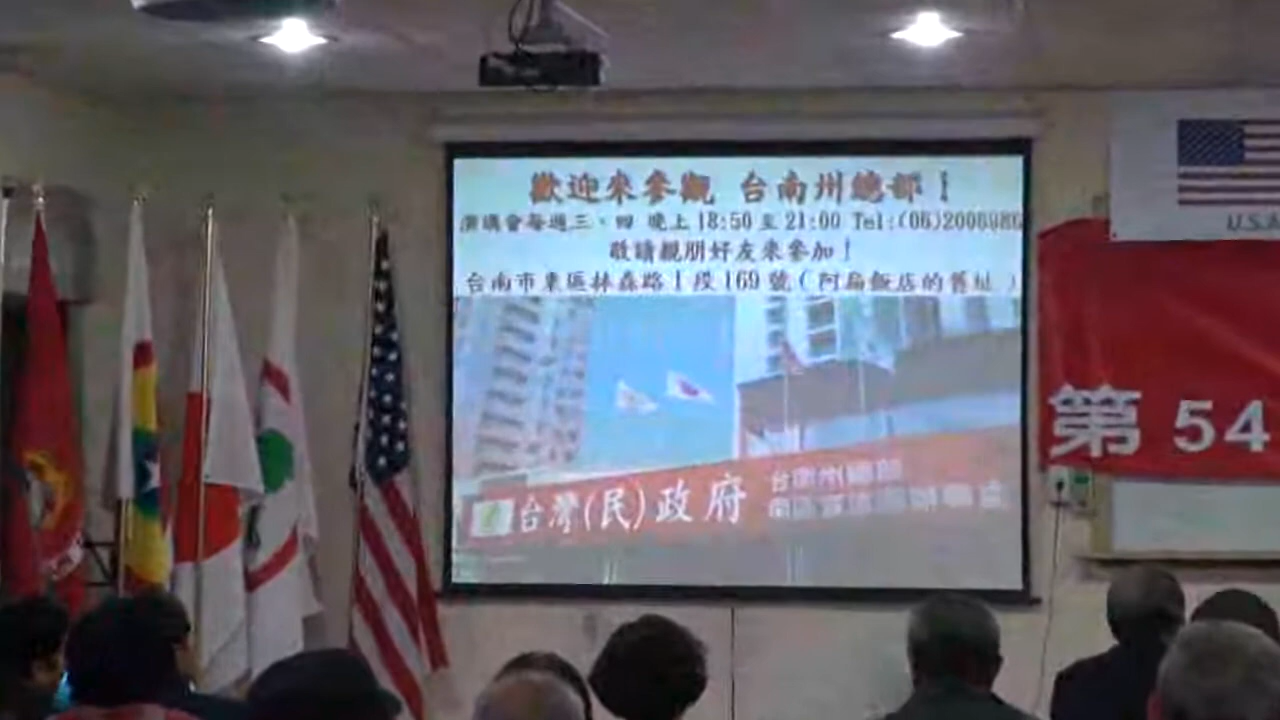 歡迎來參觀 台南州總部！
演講會每週三、四 晚上 18:50 至 21:00 Tel:(06)2006986
敬請親朋好友來參加！
台南市東區林森路1段169號(阿扁飯店的舊址)
台灣(民)政府
台南州總部
U.S.A
第 54